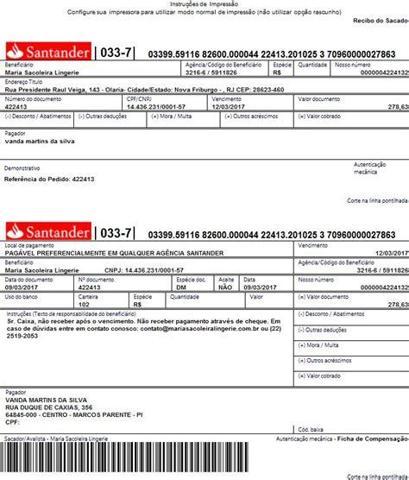 Instruções de Impressão
Configure sua impressora para utilizar modo normal de impressão (não utilizar opção rascunho)
Recibo do Sacado
Santander | 033-7 | 03399.59116 82600.000044 22413.201025 3 70960000027863
Beneficiário Agência/Código do Beneficiário Espécie Quantidade Nosso número
Maria Sacoleira Lingerie 3216-6 / 5911826 R$ 0000004224132
Endereço Titulo
Rua Presidente Raul Veiga, 143 - Olaria- Cidade/Estado: Nova Friburgo - , RJ CEP: 28623-460
Número do documento CPF/CNPJ Vencimento Valor documento
422413 14.436.231/0001-57 12/03/2017 278,63
(-) Desconto / Abatimentos (-) Outras deduções (+) Mora / Multa (+) Outros acréscimos (=) Valor cobrado
Pagador
vanda martins da silva
Demonstrativo Autenticação mecânica
Referência do Pedido: 422413
Corte na linha pontilhada
Santander | 033-7 | 03399.59116 82600.000044 22413.201025 3 70960000027863
Local de pagamento Vencimento
PAGÁVEL PREFERENCIALMENTE EM QUALQUER AGÊNCIA SANTANDER 12/03/2017
Beneficiário Agência/Código do Beneficiário
Maria Sacoleira Lingerie CNPJ: 14.436.231/0001-57 3216-6 / 5911826
Data do documento Nº documento Espécie doc. Aceite Data Nosso número
09/03/2017 422413 DM NÃO 09/03/2017 0000004224132
Uso do banco Carteira Espécie Quantidade Valor (=) Valor documento
102 R$ 278,63
Instruções (Texto de responsabilidade do beneficiário) (-) Desconto / Abatimentos
Sr. Caixa, não receber após o vencimento. Não receber pagamento através de cheque. Em
caso de dúvidas entre em contato conosco: contato@mariasacoleiralingerie.com.br ou (22)
2519-2053
(-) Outras deduções
(+) Mora / Multa
(+) Outros acréscimos
(=) Valor cobrado
Pagador
VANDA MARTINS DA SILVA
RUA DUQUE DE CAXIAS, 356
64845-000 - CENTRO - MARCOS PARENTE - PI
CPF:
Cód. baixa
Sacador/Avalista - Maria Sacoleira Lingerie Autenticação mecânica - Ficha de Compensação
Corte na linha pontilhada